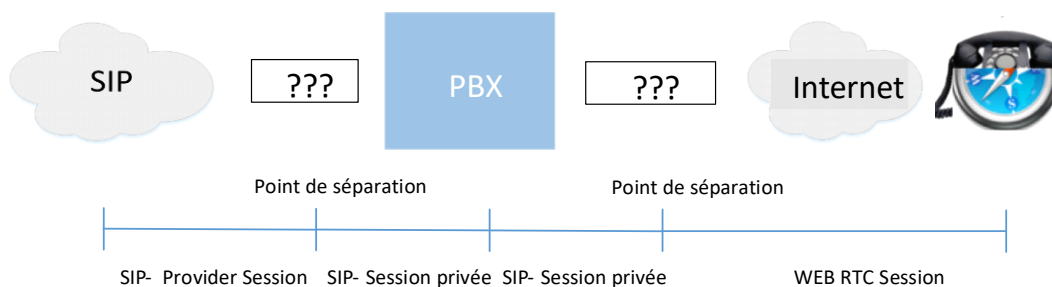 SIP
???
PBX
???
Internet
Point de séparation
Point de séparation
SIP- Provider Session
SIP- Session privée
SIP- Session privée
WEB RTC Session